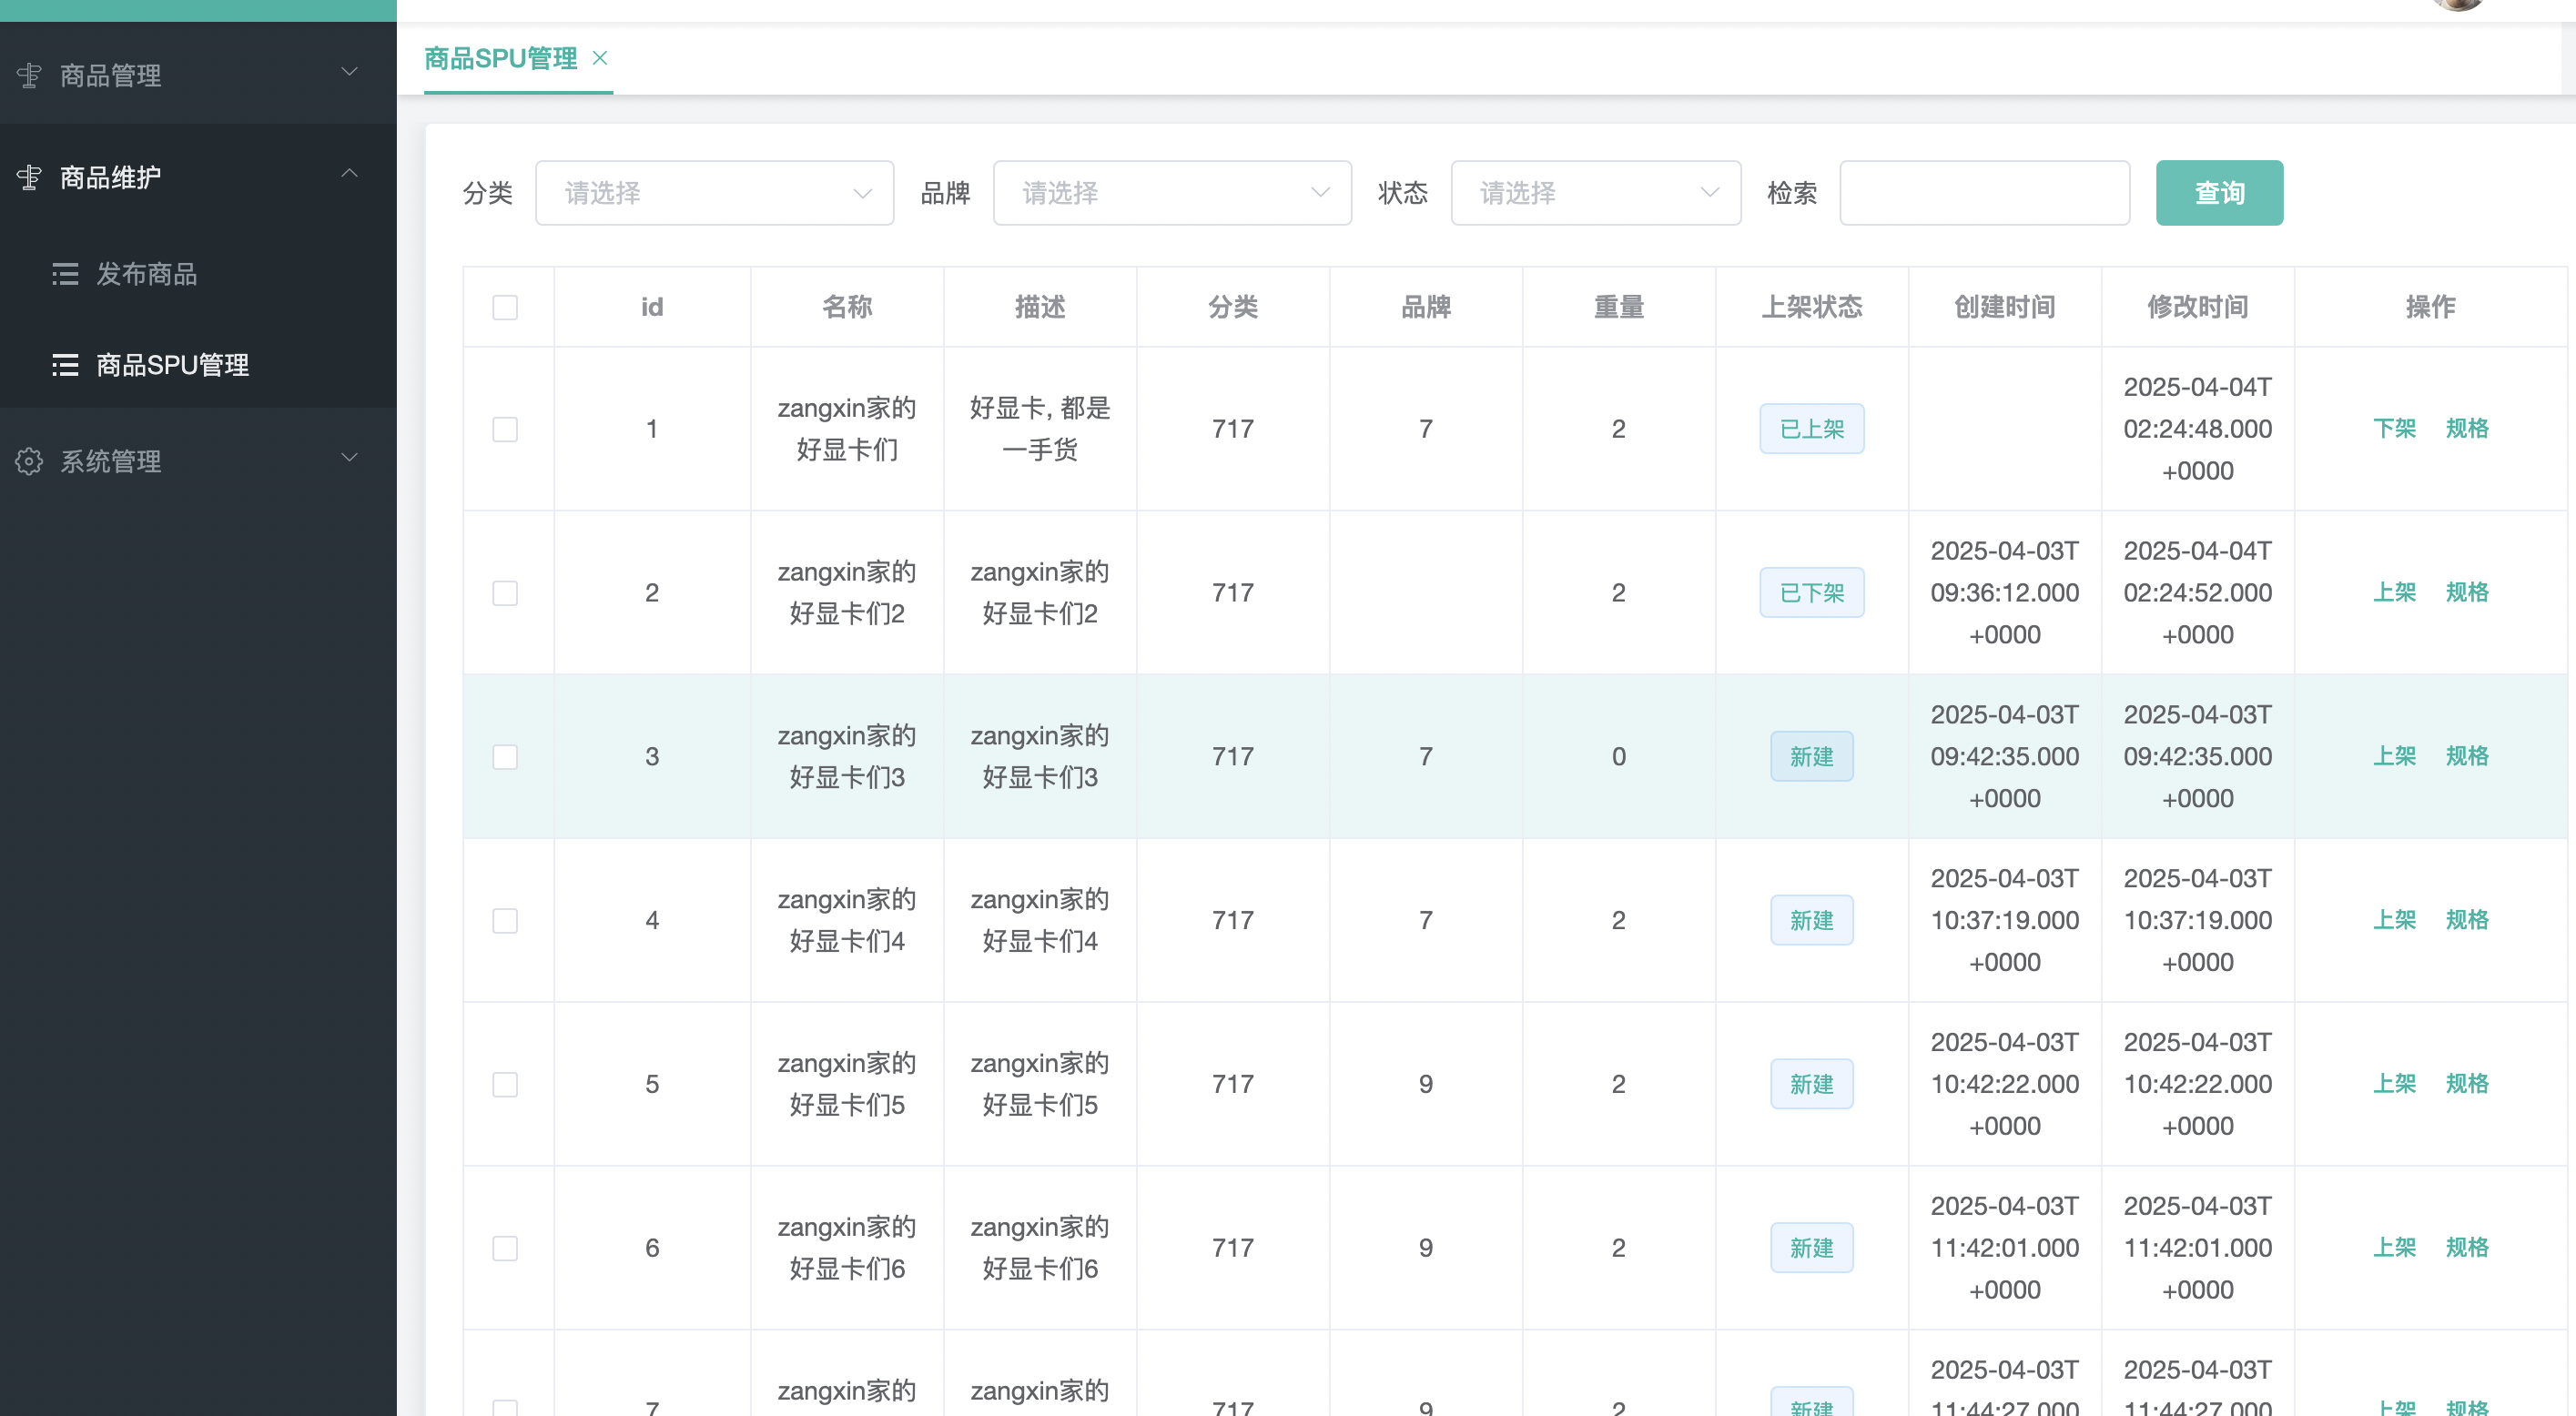 商品管理
商品维护
发布商品
商品SPU管理
系统管理
商品SPU管理
分类 请选择 品牌 请选择 状态 请选择 检索 查询
id 名称 描述 分类 品牌 重量 上架状态 创建时间 修改时间 操作
1 zangxin家的好显卡们 好显卡, 都是一手货 717 7 2 已上架 2025-04-04T02:24:48.000+0000 下架 规格
2 zangxin家的好显卡们2 zangxin家的好显卡们2 717 2 已下架 2025-04-03T09:36:12.000+0000 2025-04-04T02:24:52.000+0000 上架 规格
3 zangxin家的好显卡们3 zangxin家的好显卡们3 717 7 0 新建 2025-04-03T09:42:35.000+0000 2025-04-03T09:42:35.000+0000 上架 规格
4 zangxin家的好显卡们4 zangxin家的好显卡们4 717 7 2 新建 2025-04-03T10:37:19.000+0000 2025-04-03T10:37:19.000+0000 上架 规格
5 zangxin家的好显卡们5 zangxin家的好显卡们5 717 9 2 新建 2025-04-03T10:42:22.000+0000 2025-04-03T10:42:22.000+0000 上架 规格
6 zangxin家的好显卡们6 zangxin家的好显卡们6 717 9 2 新建 2025-04-03T11:42:01.000+0000 2025-04-03T11:42:01.000+0000 上架 规格
7 zangxin家的 zangxin家的 717 9 2 新建 2025-04-03T11:44:27.000 2025-04-03T11:44:27.000 上架 规格